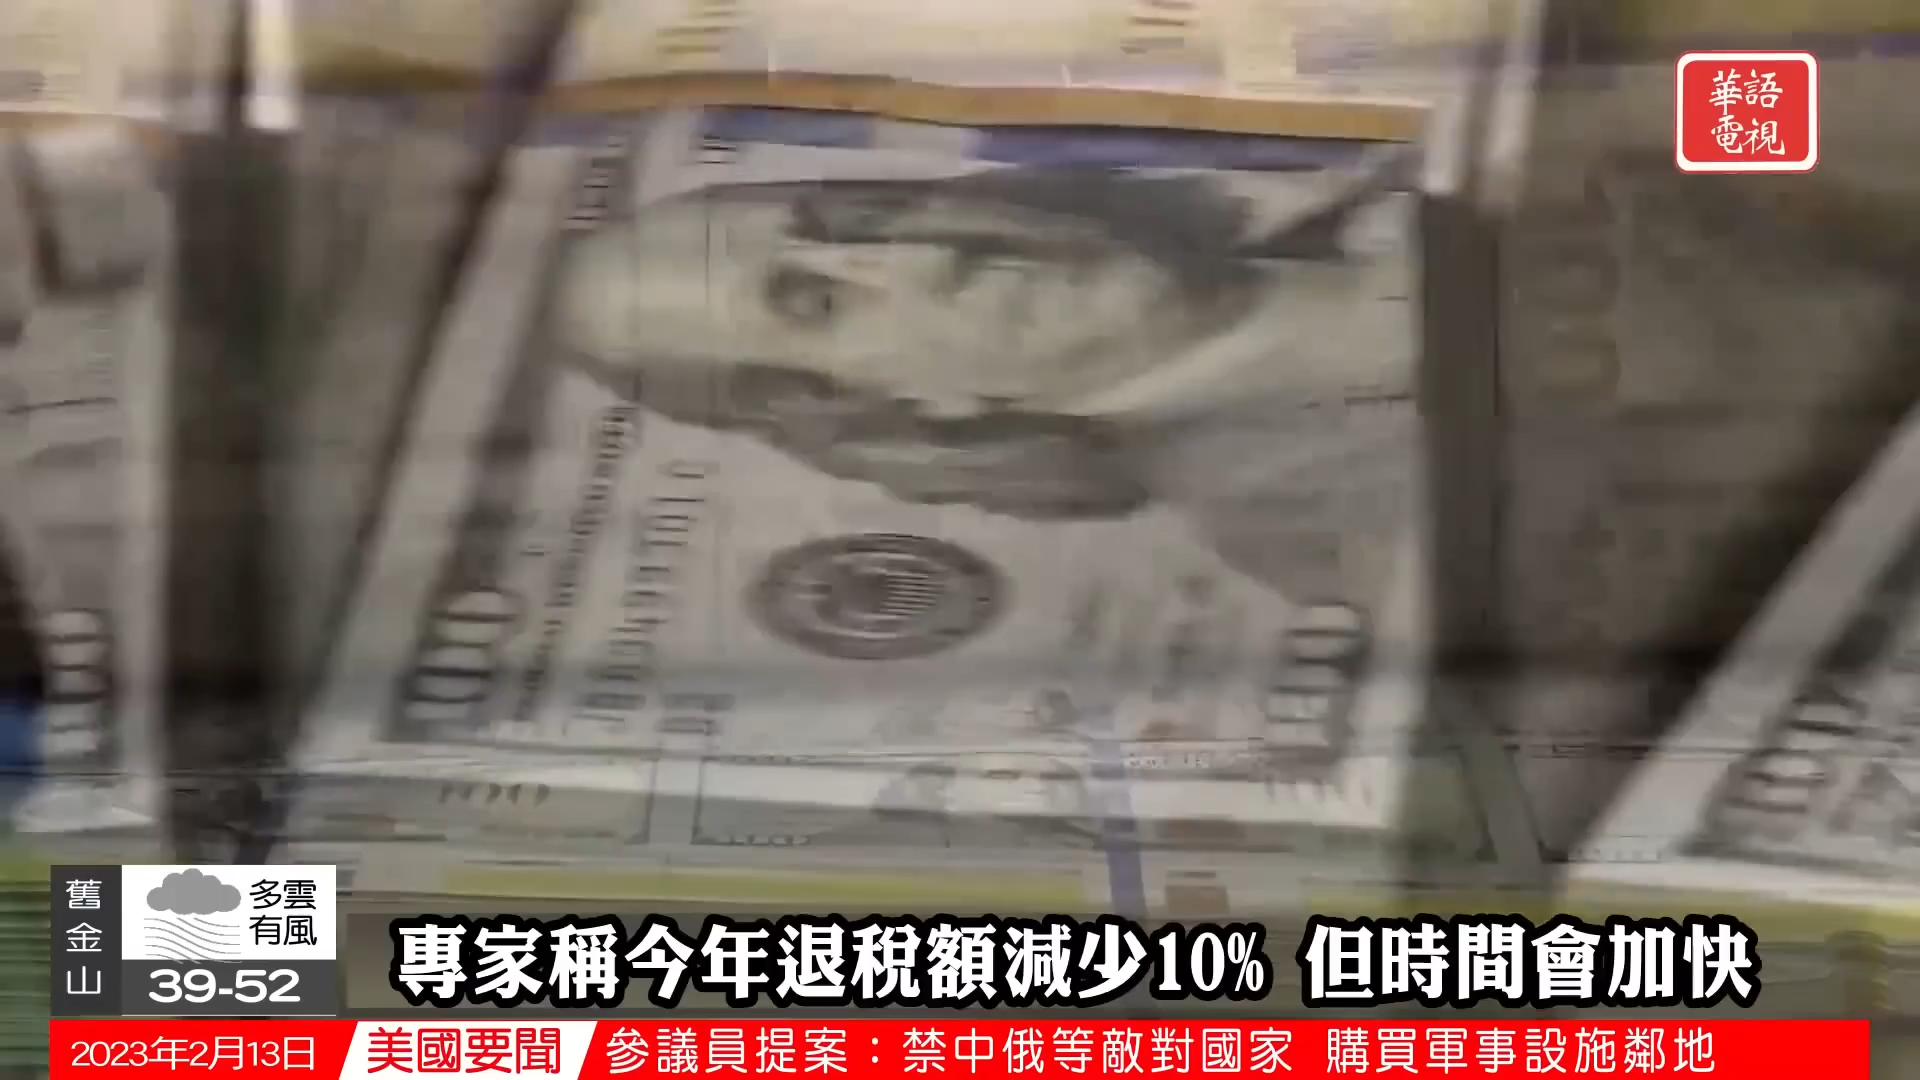 華語
電視
100
100
舊金山
多雲
有風
39-52
專家稱今年退稅額減少10% 但時間會加快
2023年2月13日
美國要聞
參議員提案：禁中俄等敵對國家 購買軍事設施鄰地